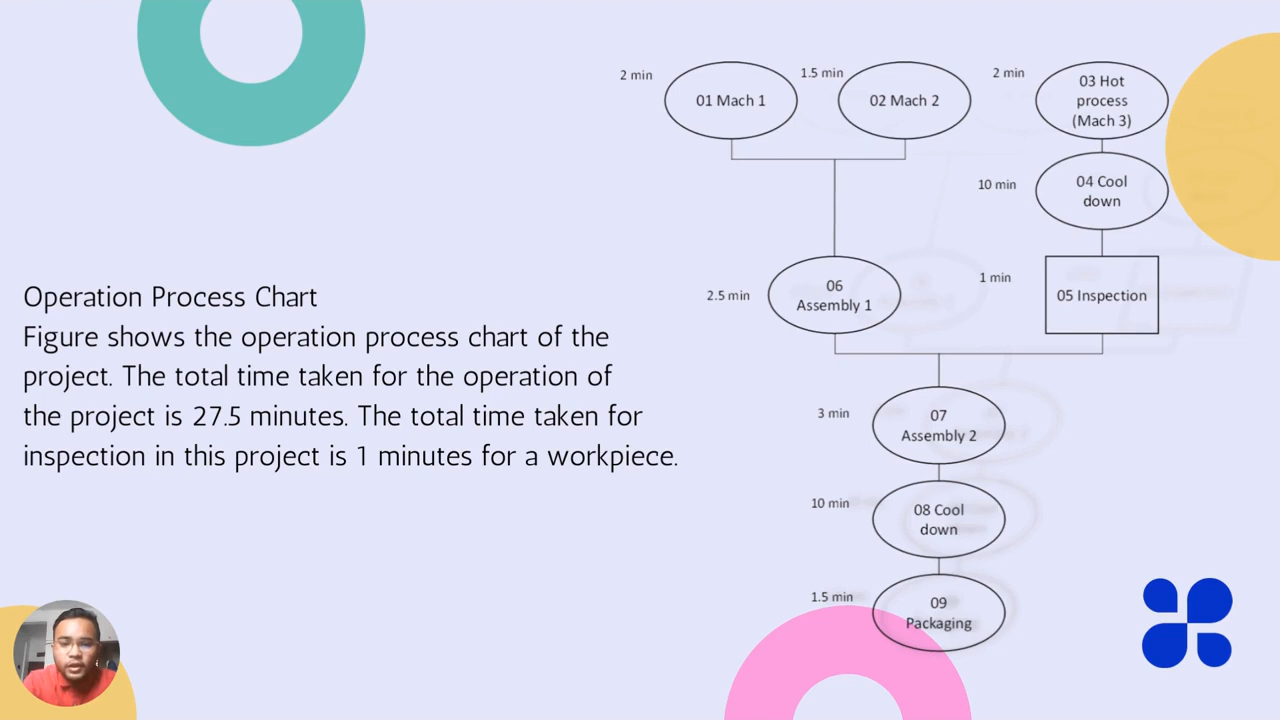 Operation Process Chart
Figure shows the operation process chart of the
project. The total time taken for the operation of
the project is 27.5 minutes. The total time taken for
inspection in this project is 1 minutes for a workpiece.
2 min
01 Mach 1
1.5 min
02 Mach 2
2 min
03 Hot
process
(Mach 3)
10 min
04 Cool
down
2.5 min
06
Assembly 1
1 min
05 Inspection
3 min
07
Assembly 2
10 min
08 Cool
down
1.5 min
09
Packaging